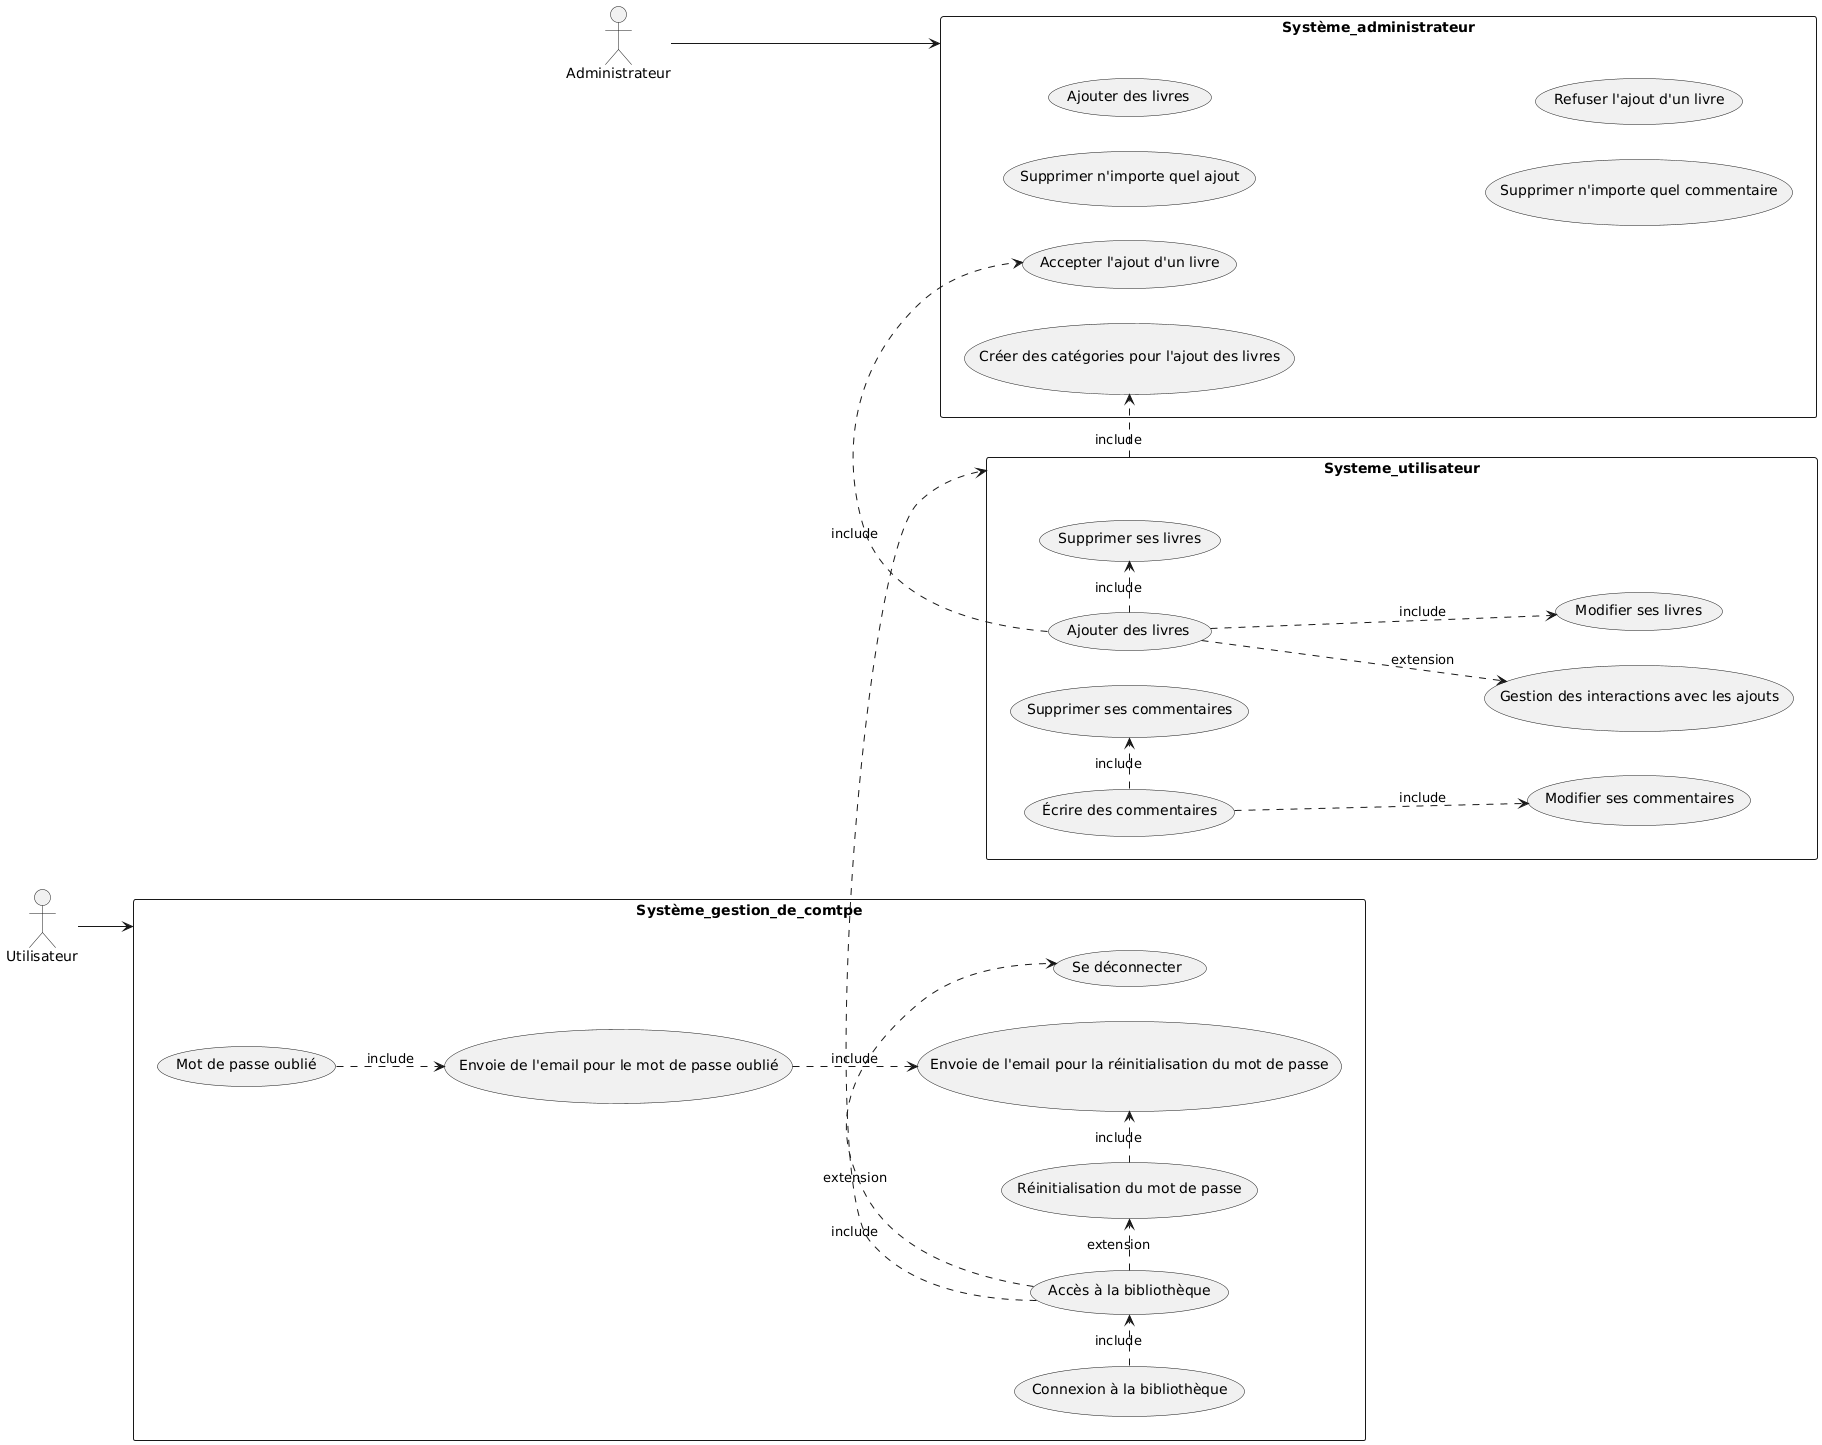 Administrateur
Système_administrateur
Ajouter des livres
Refuser l'ajout d'un livre
Supprimer n'importe quel ajout
Supprimer n'importe quel commentaire
Accepter l'ajout d'un livre
Créer des catégories pour l'ajout des livres
include
Systeme_utilisateur
include
Supprimer ses livres
include
Ajouter des livres
include
Modifier ses livres
extension
Gestion des interactions avec les ajouts
Supprimer ses commentaires
include
Écrire des commentaires
include
Modifier ses commentaires
Utilisateur
Système_gestion_de_comtpe
Se déconnecter
Mot de passe oublié
include
Envoie de l'email pour le mot de passe oublié
include
Envoie de l'email pour la réinitialisation du mot de passe
include
extension
Réinitialisation du mot de passe
include
extension
Accès à la bibliothèque
include
Connexion à la bibliothèque